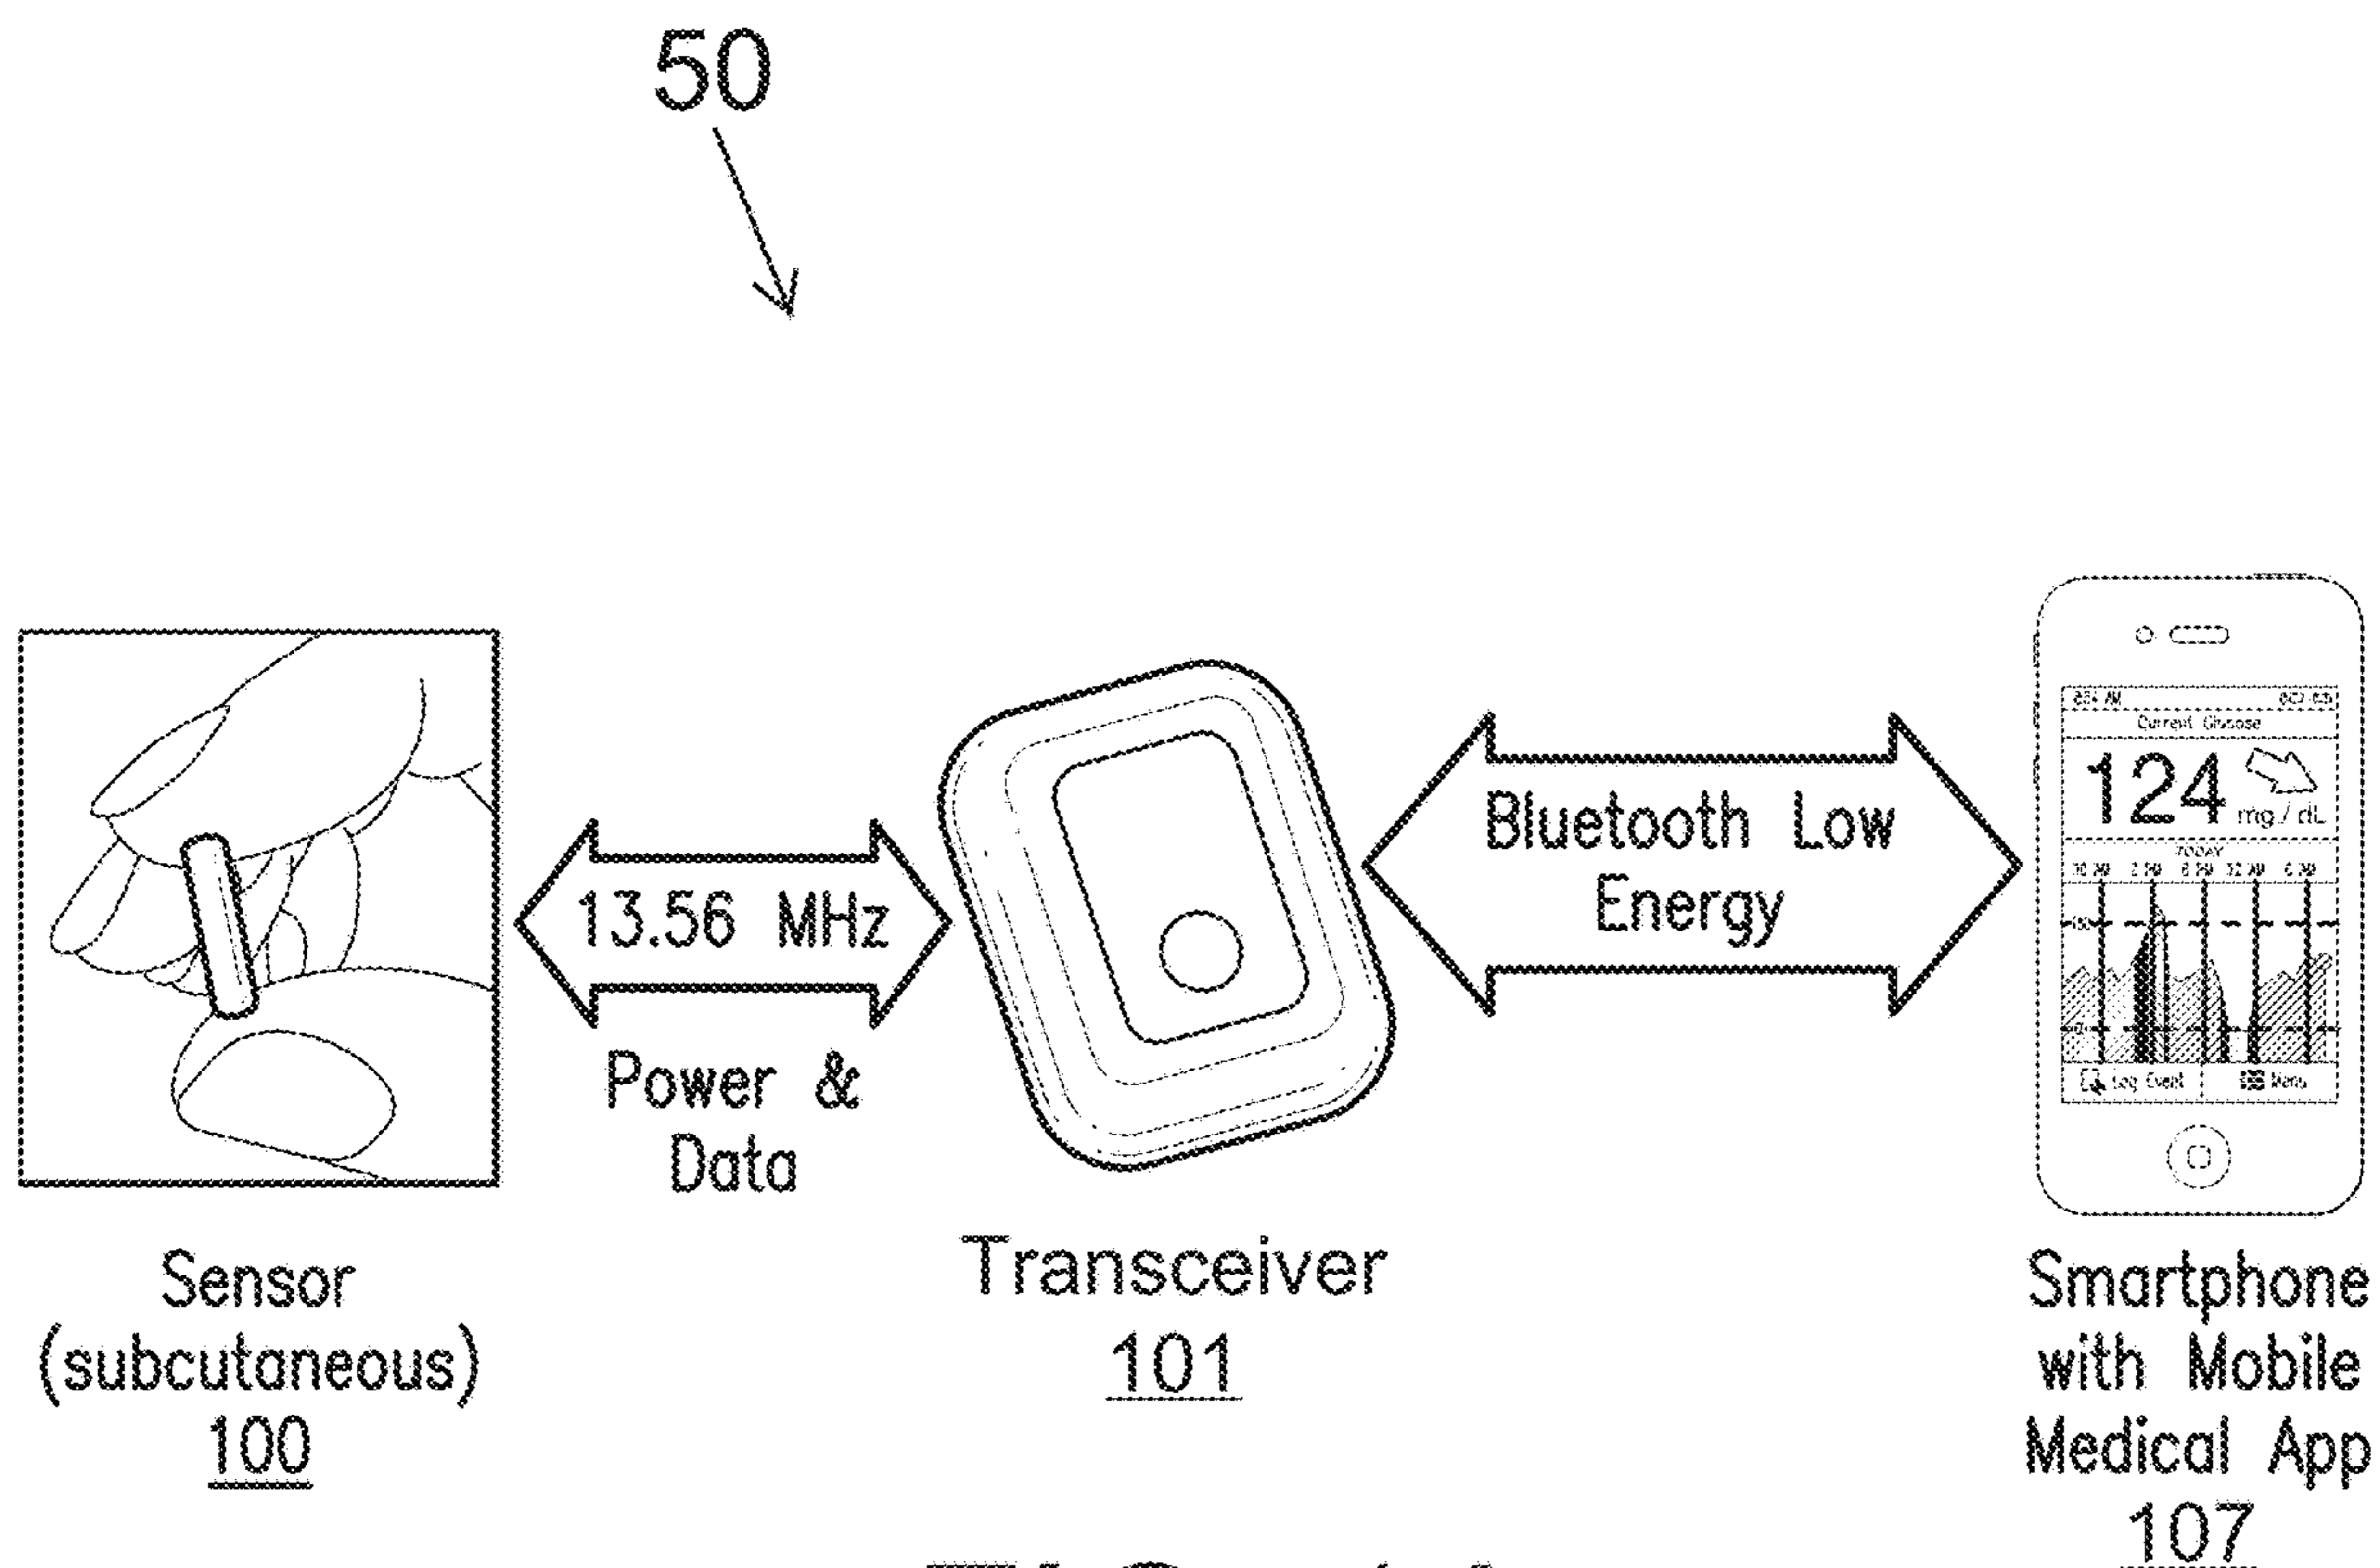 50
13.56 MHz
Power &
Data
Bluetooth Low
Energy
Current Glucose
124
mg / dL
TODAY
Log Event
Menu
Sensor
(subcutaneous)
100
Transceiver
101
Smartphone
with Mobile
Medical App
107